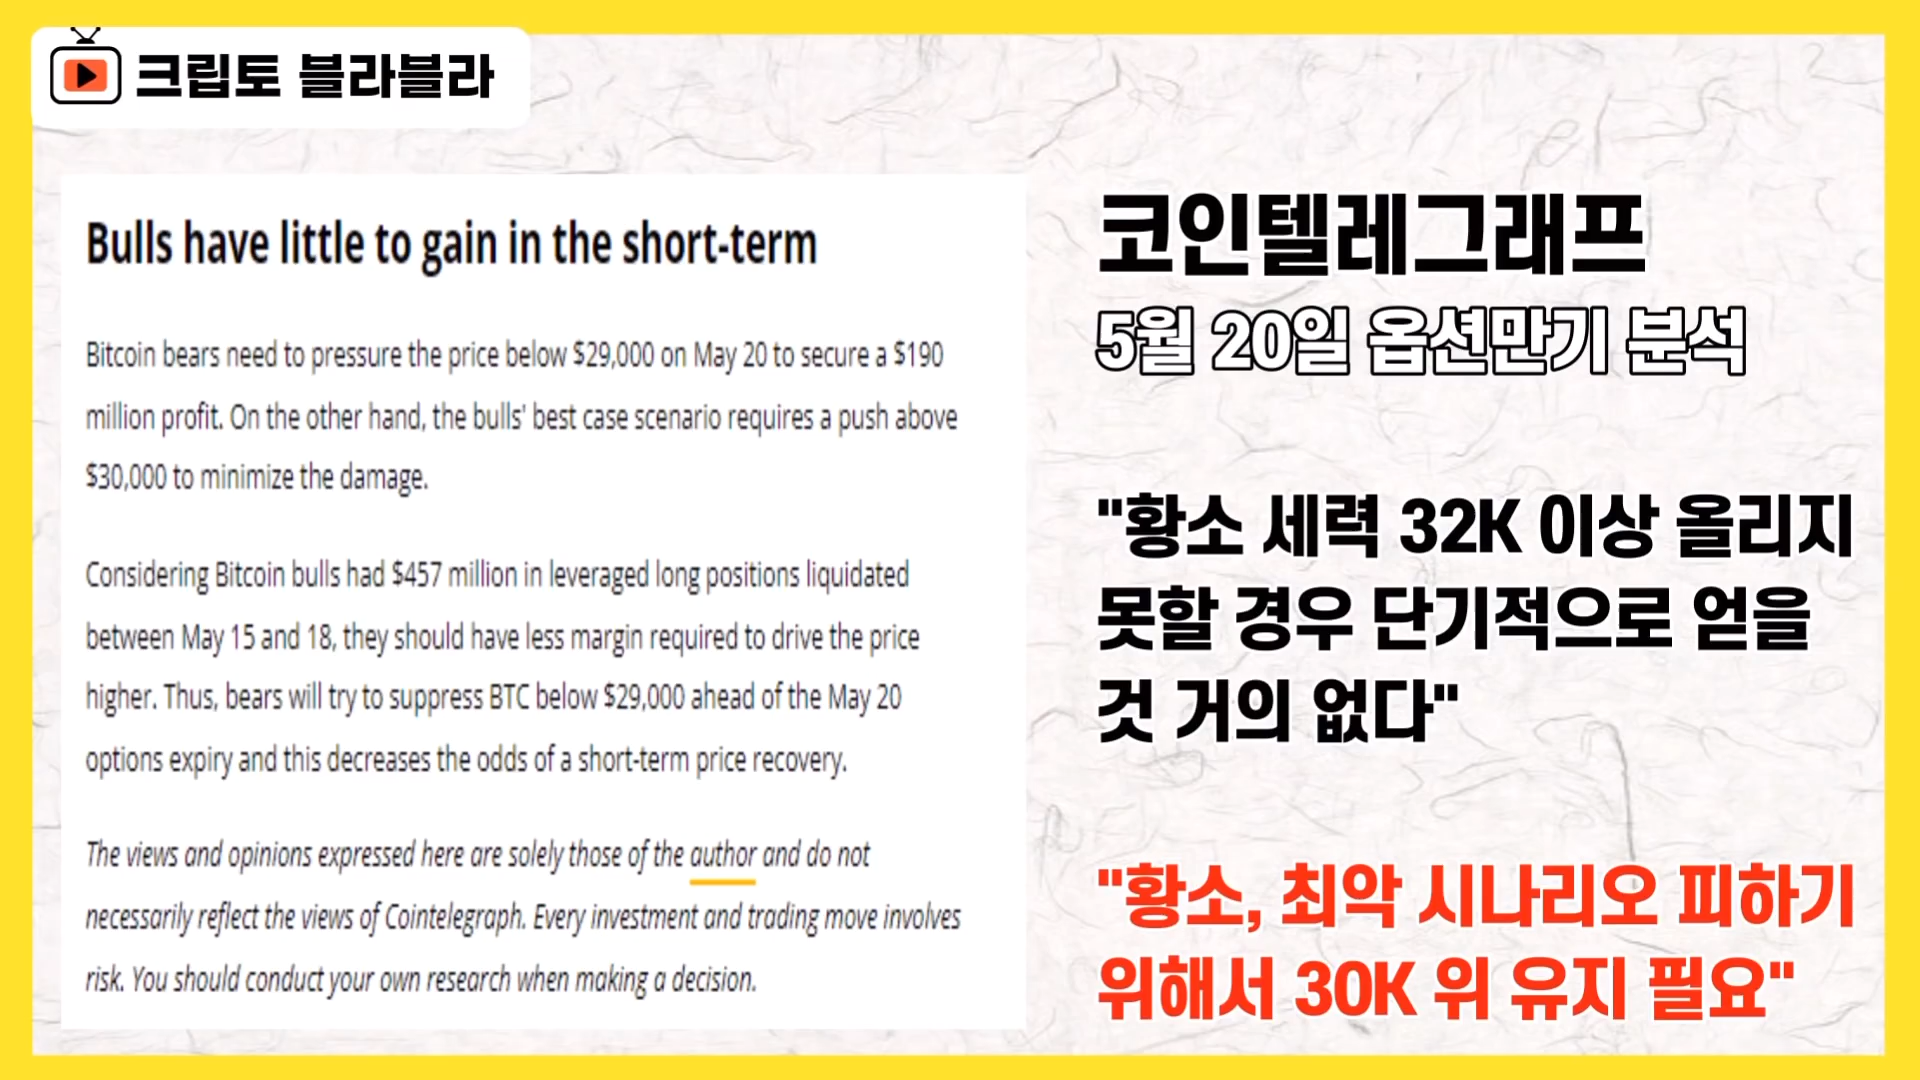 크립토 블라블라
Bulls have little to gain in the short-term
Bitcoin bears need to pressure the price below $29,000 on May 20 to secure a $190
million profit. On the other hand, the bulls' best case scenario requires a push above
$30,000 to minimize the damage.
Considering Bitcoin bulls had $457 million in leveraged long positions liquidated
between May 15 and 18, they should have less margin required to drive the price
higher. Thus, bears will try to suppress BTC below $29,000 ahead of the May 20
options expiry and this decreases the odds of a short-term price recovery.
The views and opinions expressed here are solely those of the author and do not
necessarily reflect the views of Cointelegraph. Every investment and trading move involves
risk. You should conduct your own research when making a decision.
코인텔레그래프
5월 20일 옵션만기 분석
"황소 세력 32K 이상 올리지
못할 경우 단기적으로 얻을
것 거의 없다"
"황소, 최악 시나리오 피하기
위해서 30K 위 유지 필요"